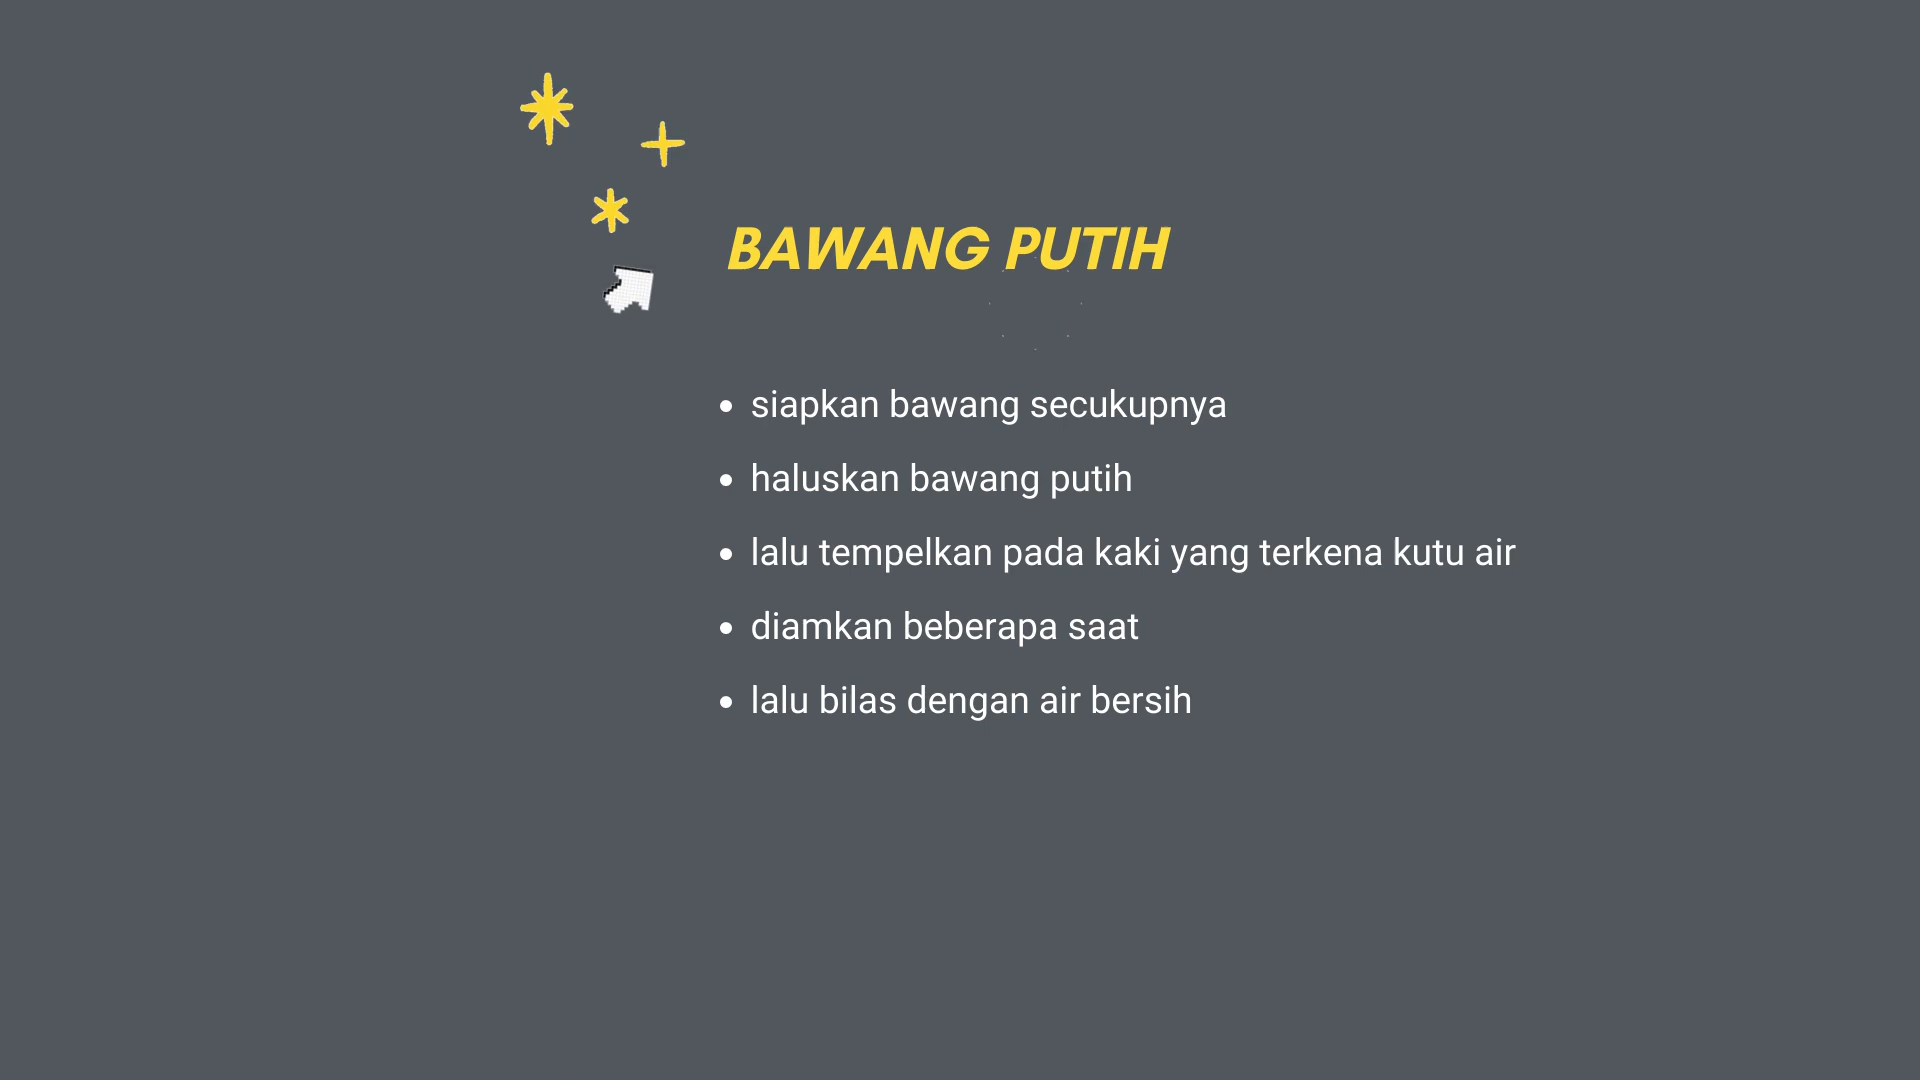 BAWANG PUTIH
• siapkan bawang secukupnya
• haluskan bawang putih
• lalu tempelkan pada kaki yang terkena kutu air
• diamkan beberapa saat
• lalu bilas dengan air bersih